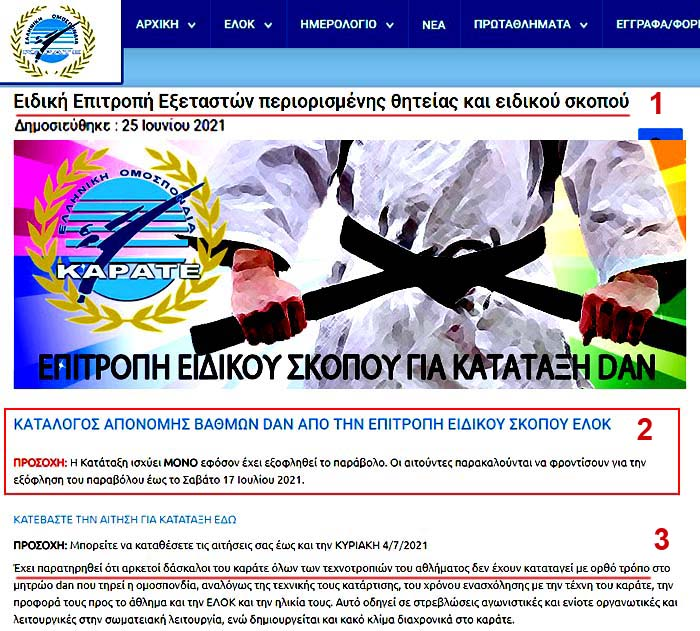 ΑΡΧΙΚΗ ΕΛΟΚ ΗΜΕΡΟΛΟΓΙΟ ΝΕΑ ΠΡΩΤΑΘΛΗΜΑΤΑ ΕΓΓΡΑΦΑ/ΦΟΡΙ
ΕΛΛΗΝΙΚΗ ΟΜΟΣΠΟΝΔΙΑ
ΚΑΡΑΤΕ
Ειδική Επιτροπή Εξεταστών περιορισμένης θητείας και ειδικού σκοπού 1
Δημοσιεύθηκε : 25 Ιουνίου 2021
ΕΛΛΗΝΙΚΗ ΟΜΟΣΠΟΝΔΙΑ
ΚΑΡΑΤΕ
ΕΠΙΤΡΟΠΗ ΕΙΔΙΚΟΥ ΣΚΟΠΟΥ ΓΙΑ ΚΑΤΑΤΑΞΗ DAN
ΚΑΤΑΛΟΓΟΣ ΑΠΟΝΟΜΗΣ ΒΑΘΜΩΝ DAN ΑΠΟ ΤΗΝ ΕΠΙΤΡΟΠΗ ΕΙΔΙΚΟΥ ΣΚΟΠΟΥ ΕΛΟΚ 2
ΠΡΟΣΟΧΗ: Η Κατάταξη ισχύει ΜΟΝΟ εφόσον έχει εξοφληθεί το παράβολο. Οι αιτούντες παρακαλούνται να φροντίσουν για την
εξόφληση του παραβόλου έως το Σαβάτο 17 Ιουλίου 2021.
ΚΑΤΕΒΑΣΤΕ ΤΗΝ ΑΙΤΗΣΗ ΓΙΑ ΚΑΤΑΤΑΞΗ ΕΔΩ
ΠΡΟΣΟΧΗ: Μπορείτε να καταθέσετε τις αιτήσεις σας έως και την ΚΥΡΙΑΚΗ 4/7/2021 3
Έχει παρατηρηθεί ότι αρκετοί δάσκαλοι του καράτε όλων των τεχνοτροπιών του αθλήματος δεν έχουν καταταγεί με ορθό τρόπο στο
μητρώο dan που τηρεί η ομοσπονδία, αναλόγως της τεχνικής τους κατάρτισης, του χρόνου ενασχόλησης με την τέχνη του καράτε, την
προφορά τους προς το άθλημα και την ΕΛΟΚ και την ηλικία τους. Αυτό οδηγεί σε στρεβλώσεις αγωνιστικές και ενίοτε οργανωτικές και
λειτουργικές στην σωματειακή λειτουργία, ενώ δημιουργείται και κακό κλίμα διαχρονικά στο καράτε.